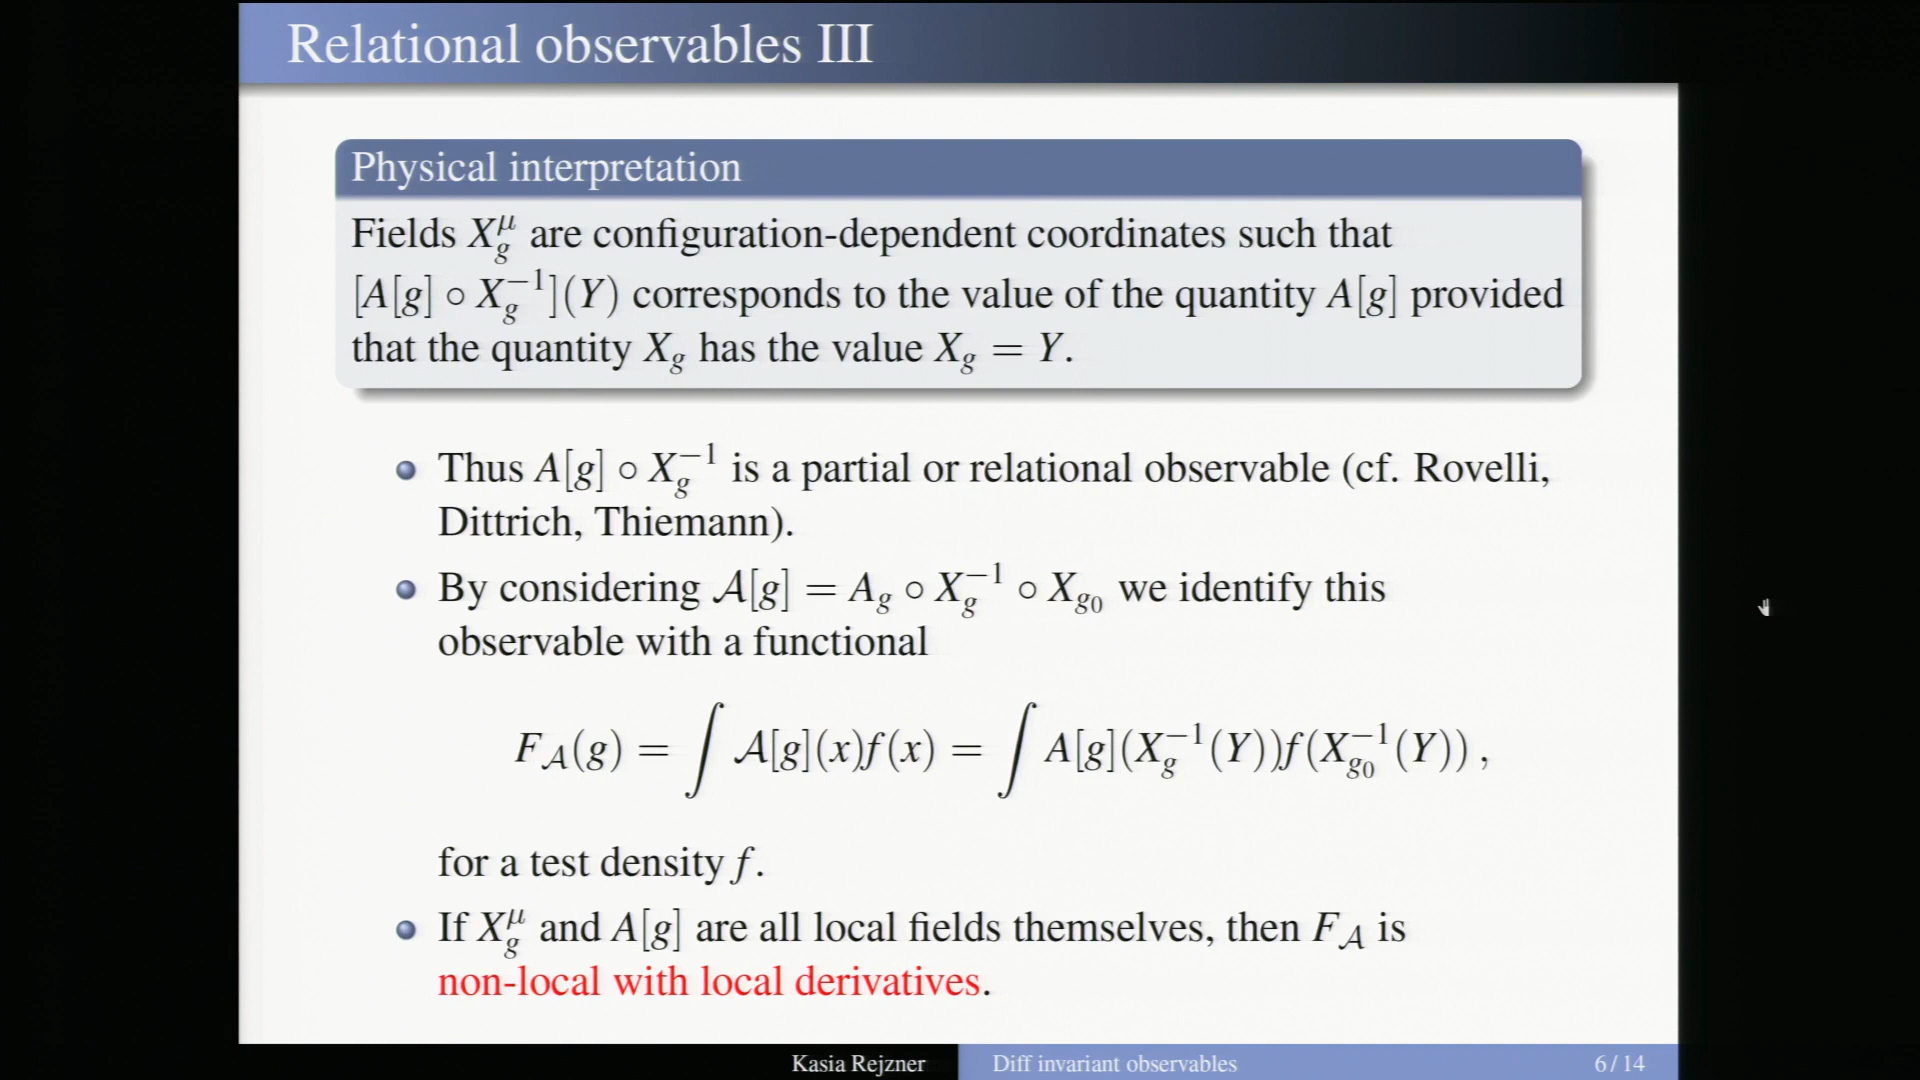 Relational observables III
Physical interpretation
Fields $X_g^\mu$ are configuration-dependent coordinates such that
$[A[g] \circ X_g^{-1}](Y)$ corresponds to the value of the quantity $A[g]$ provided
that the quantity $X_g$ has the value $X_g = Y$.
Thus $A[g] \circ X_g^{-1}$ is a partial or relational observable (cf. Rovelli,
Dittrich, Thiemann).
By considering $\mathcal{A}[g] = A_g \circ X_g^{-1} \circ X_{g_0}$ we identify this
observable with a functional
$F_{\mathcal{A}}(g) = \int \mathcal{A}[g](x)f(x) = \int A[g](X_g^{-1}(Y))f(X_{g_0}^{-1}(Y))\,,$
for a test density $f$.
If $X_g^\mu$ and $A[g]$ are all local fields themselves, then $F_{\mathcal{A}}$ is
non-local with local derivatives.
Kasia Rejzner Diff invariant observables 6 / 14